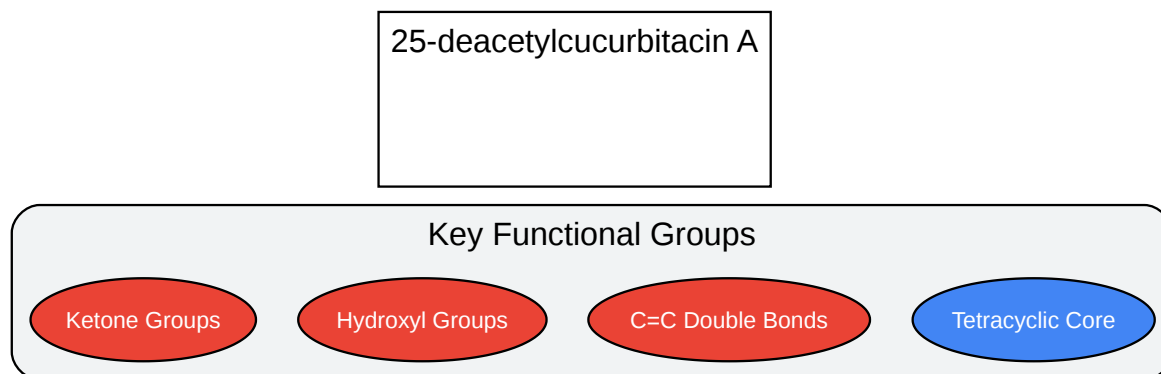 25-deacetylcucurbitacin A
Key Functional Groups
Ketone Groups
Hydroxyl Groups
C=C Double Bonds
Tetracyclic Core